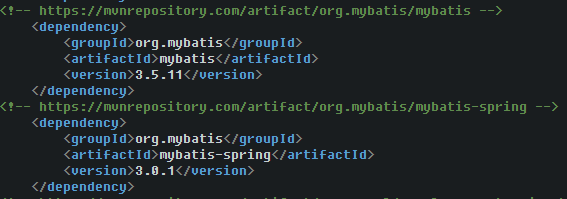 <!-- https://mvnrepository.com/artifact/org.mybatis/mybatis -->
<dependency>
<groupId>org.mybatis</groupId>
<artifactId>mybatis</artifactId>
<version>3.5.11</version>
</dependency>
<!-- https://mvnrepository.com/artifact/org.mybatis/mybatis-spring -->
<dependency>
<groupId>org.mybatis</groupId>
<artifactId>mybatis-spring</artifactId>
<version>3.0.1</version>
</dependency>